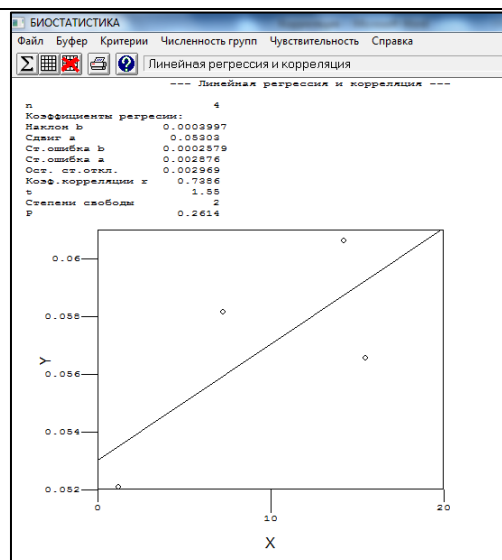 БИОСТАТИСТИКА
Файл Буфер Критерии Численность групп Чувствительность Справка
Линейная регрессия и корреляция
--- Линейная регрессия и корреляция ---
n 4
Коэффициенты регресии:
Наклон b 0.0003997
Сдвиг a 0.05303
Ст.ошибка b 0.0002579
Ст.ошибка a 0.002876
Ост. ст.откл. 0.002969
Коэф.корреляции r 0.7386
t 1.55
Степени свободы 2
P 0.2614
0.06
0.058
0.056
Y
0.054
0.052
0 10 20
X